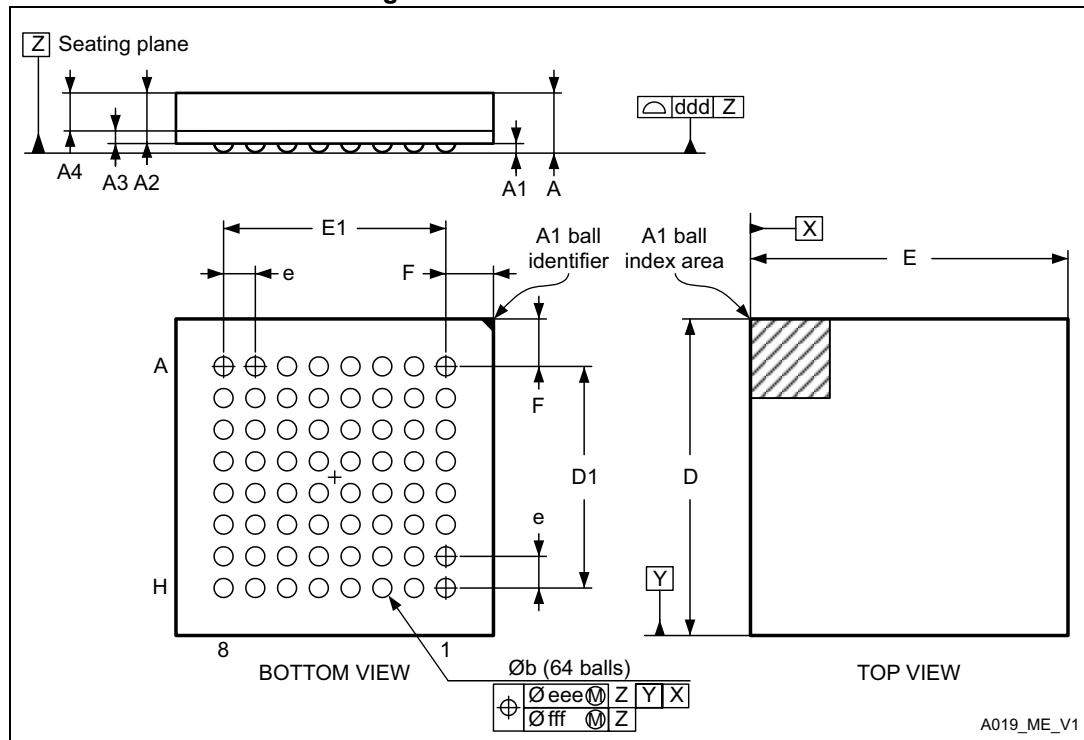 Z Seating plane
ddd Z
A4
A3 A2
A1 A
E1
A1 ball
identifier
A1 ball
index area
X
e
F
E
A
F
D1
D
e
H
Y
8
1
BOTTOM VIEW
Øb (64 balls)
TOP VIEW
Ø eee Ⓜ Z Y X
Ø fff Ⓜ Z
A019_ME_V1